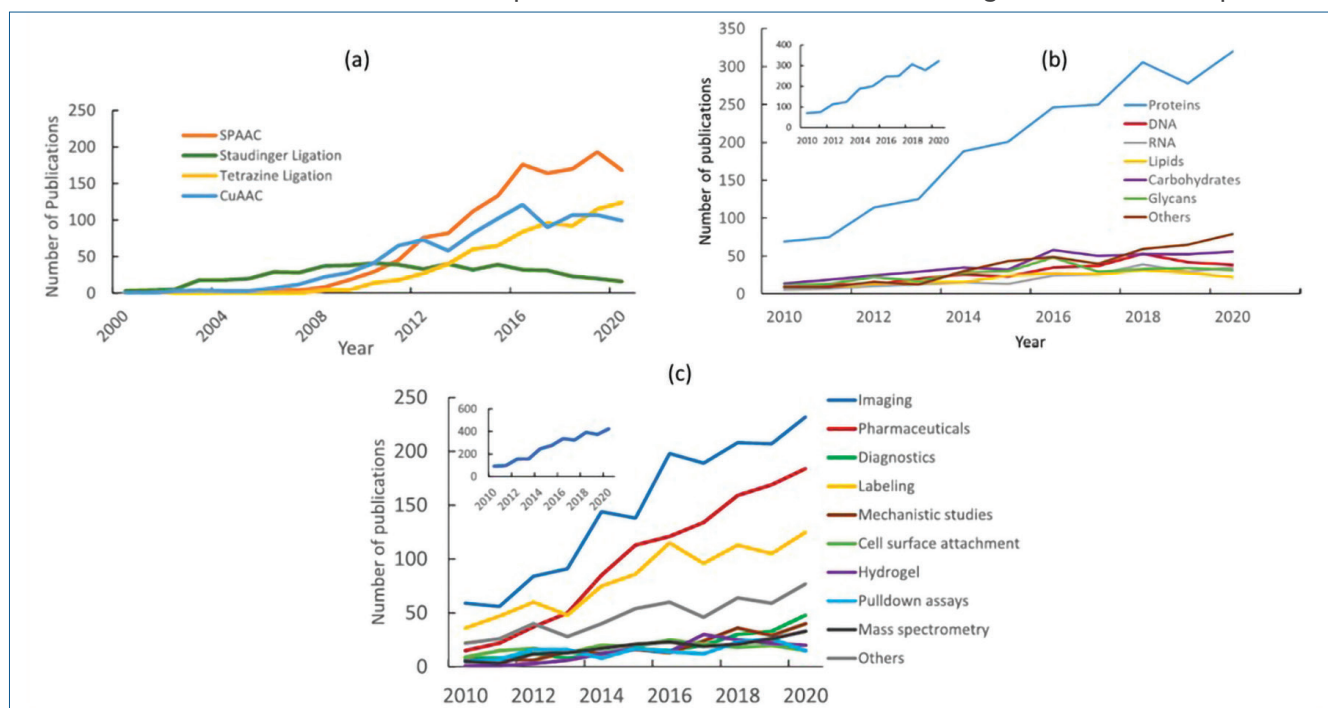 (a)
Number of Publications
250
200
150
100
50
0
SPAAC
Staudinger Ligation
Tetrazine Ligation
CuAAC
2000
2004
2008
2012
2016
2020
Year
(b)
Number of publications
350
300
250
200
150
100
50
0
400
300
200
100
0
2010 2012 2014 2016 2018 2020
Proteins
DNA
RNA
Lipids
Carbohydrates
Glycans
Others
2010 2012 2014 2016 2018 2020
Year
(c)
Number of publications
250
200
150
100
50
0
600
400
200
0
2010
2012
2014
2016
2018
2020
Imaging
Pharmaceuticals
Diagnostics
Labeling
Mechanistic studies
Cell surface attachment
Hydrogel
Pulldown assays
Mass spectrometry
Others
2010 2012 2014 2016 2018 2020